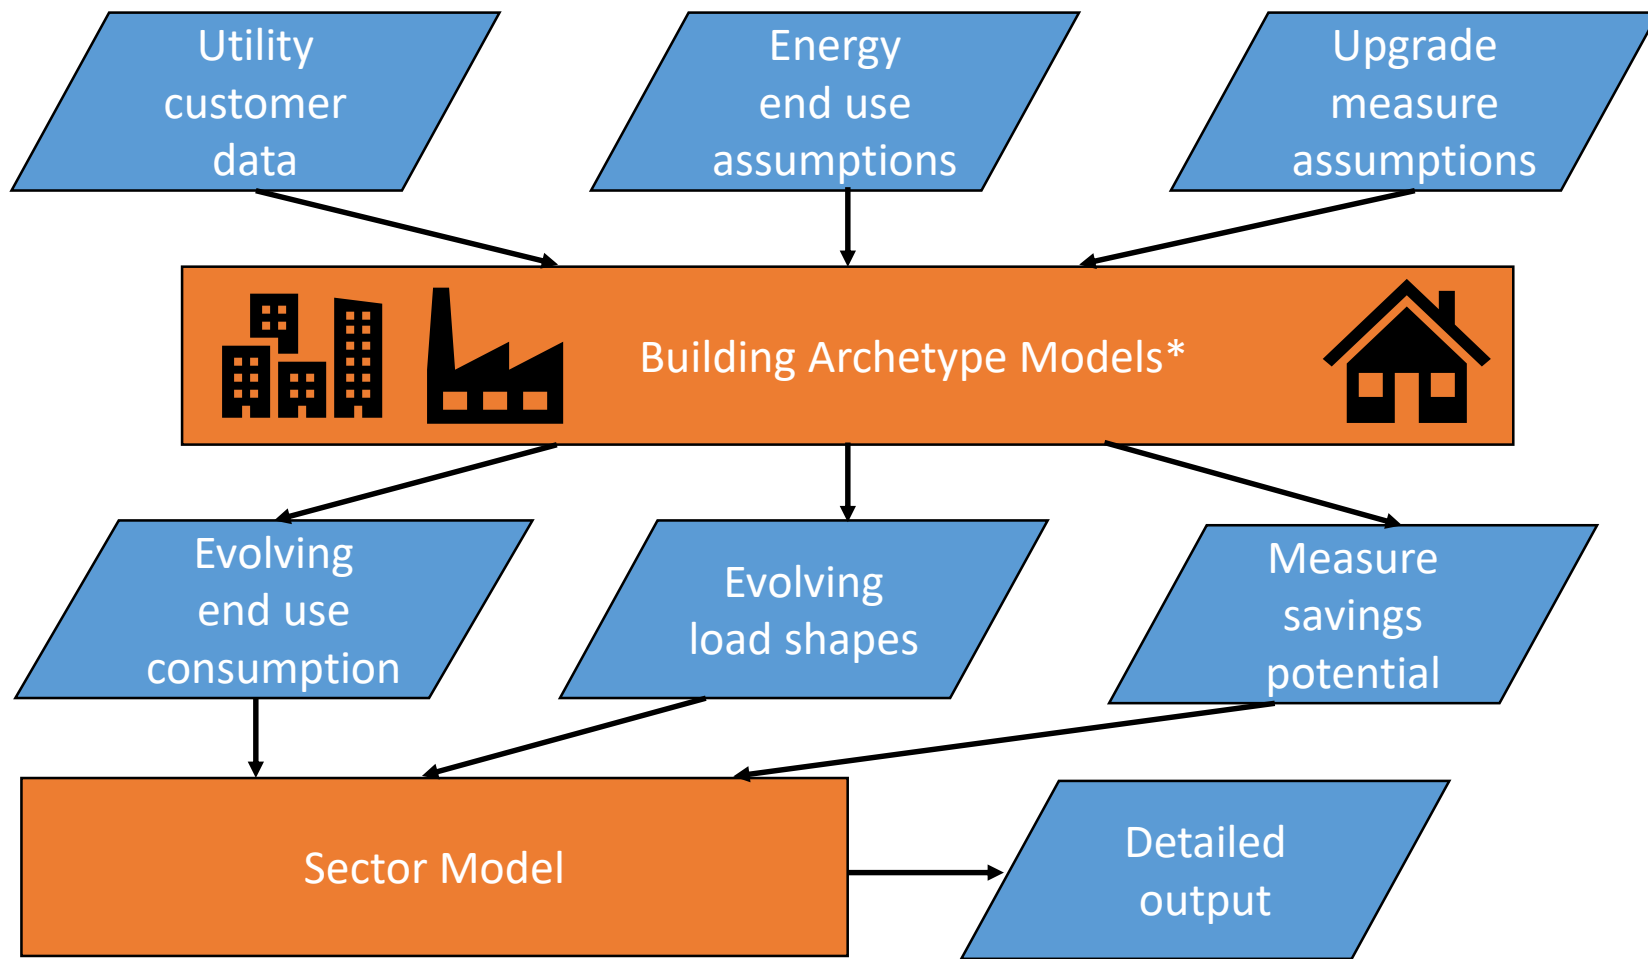 Utility
customer
data
Energy
end use
assumptions
Upgrade
measure
assumptions
Building Archetype Models*
Evolving
end use
consumption
Evolving
load shapes
Measure
savings
potential
Sector Model
Detailed
output